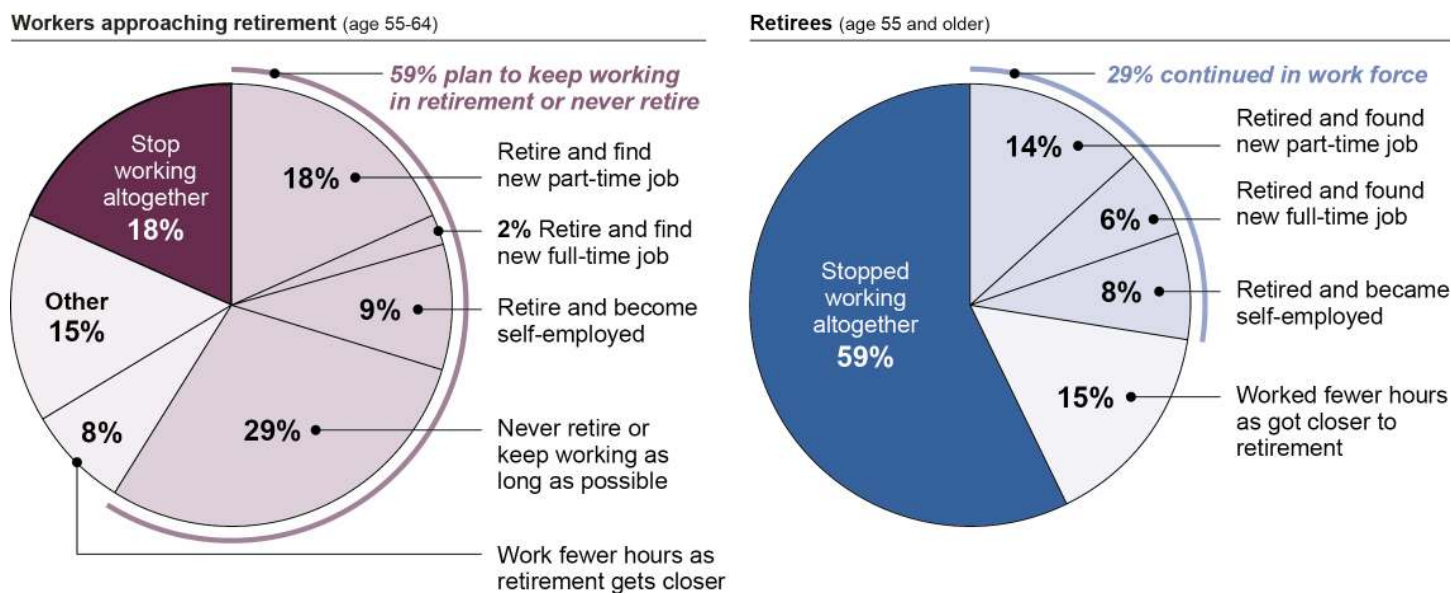 Workers approaching retirement (age 55-64)
59% plan to keep working
in retirement or never retire
Stop
working
altogether
18%
18%
Retire and find
new part-time job
2% Retire and find
new full-time job
9%
Retire and become
self-employed
Other
15%
8%
29%
Never retire or
keep working as
long as possible
Work fewer hours as
retirement gets closer
Retirees (age 55 and older)
29% continued in work force
14%
Retired and found
new part-time job
6%
Retired and found
new full-time job
Stopped
working
altogether
59%
8%
Retired and became
self-employed
15%
Worked fewer hours
as got closer to
retirement